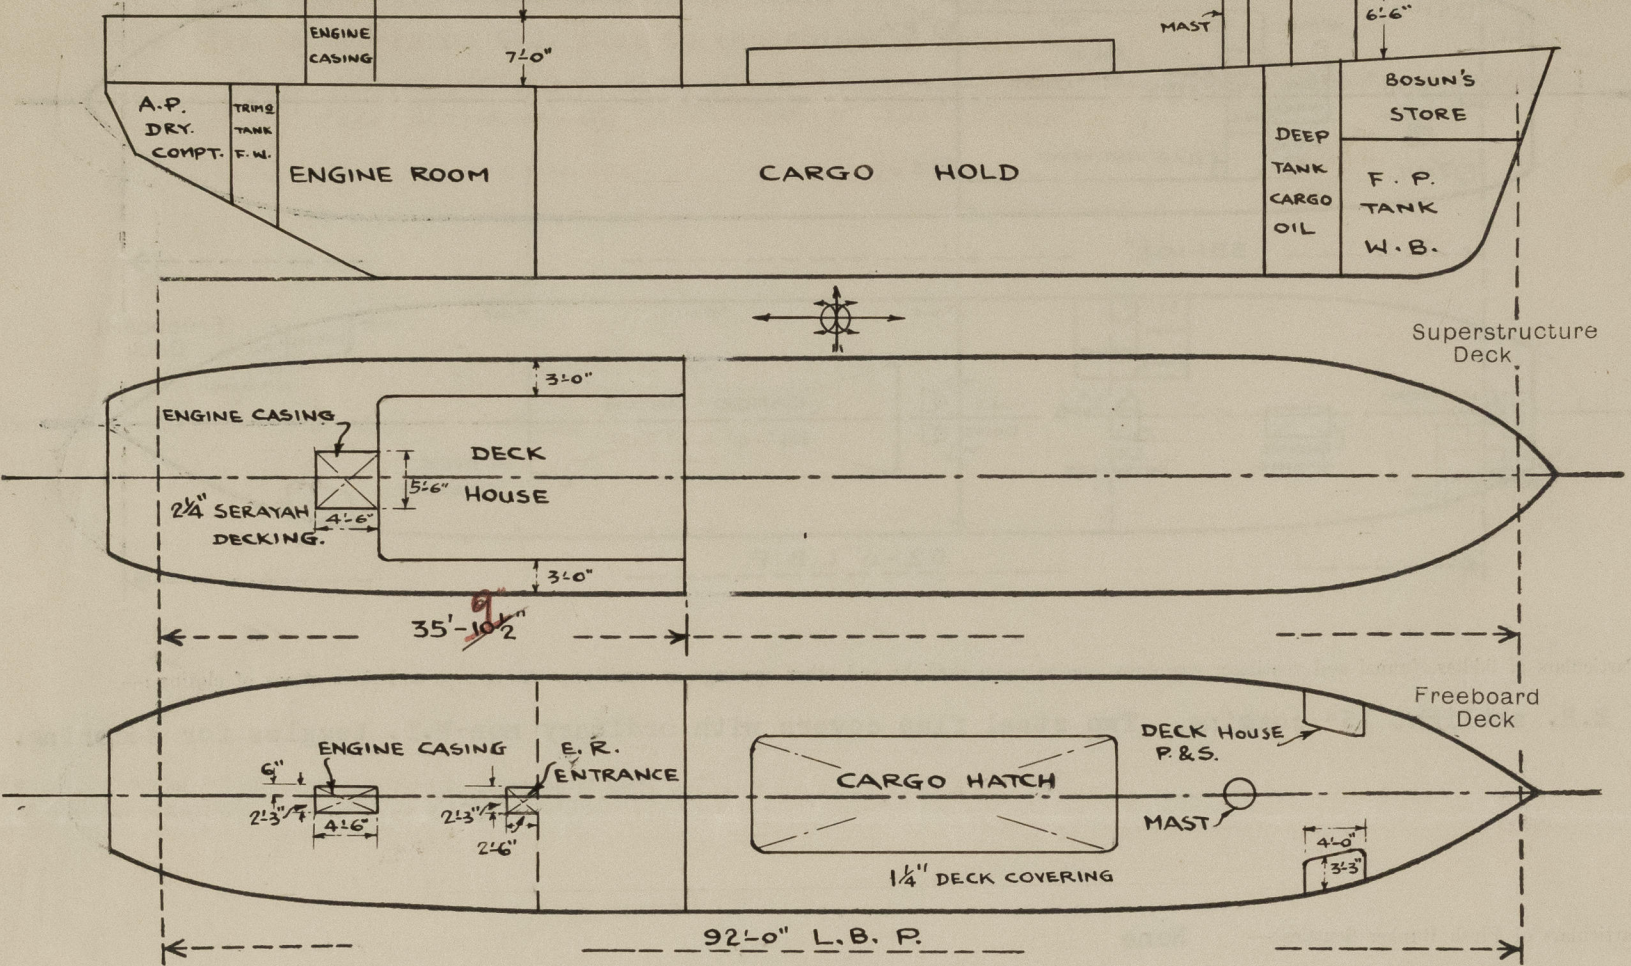 ENGINE
CASING
7'-0"
MAST
6'-6"
A.P.
DRY.
COMPT.
TRIMG
TANK
F.W.
ENGINE ROOM
CARGO HOLD
DEEP
TANK
CARGO
OIL
BOSUN'S
STORE
F.P.
TANK
W.B.
Superstructure
Deck
3'-0"
ENGINE CASING
DECK
HOUSE
5'-6"
4'-6"
2¼" SERAYAH
DECKING.
3'-0"
9"
35'-10½"
Freeboard
Deck
ENGINE CASING
6"
2'-3"
4'-6"
E.R.
ENTRANCE
2'-3"
2'-6"
CARGO HATCH
DECK HOUSE
P.&S.
MAST
4'-0"
3'-3"
1¼" DECK COVERING
92'-0" L.B.P.